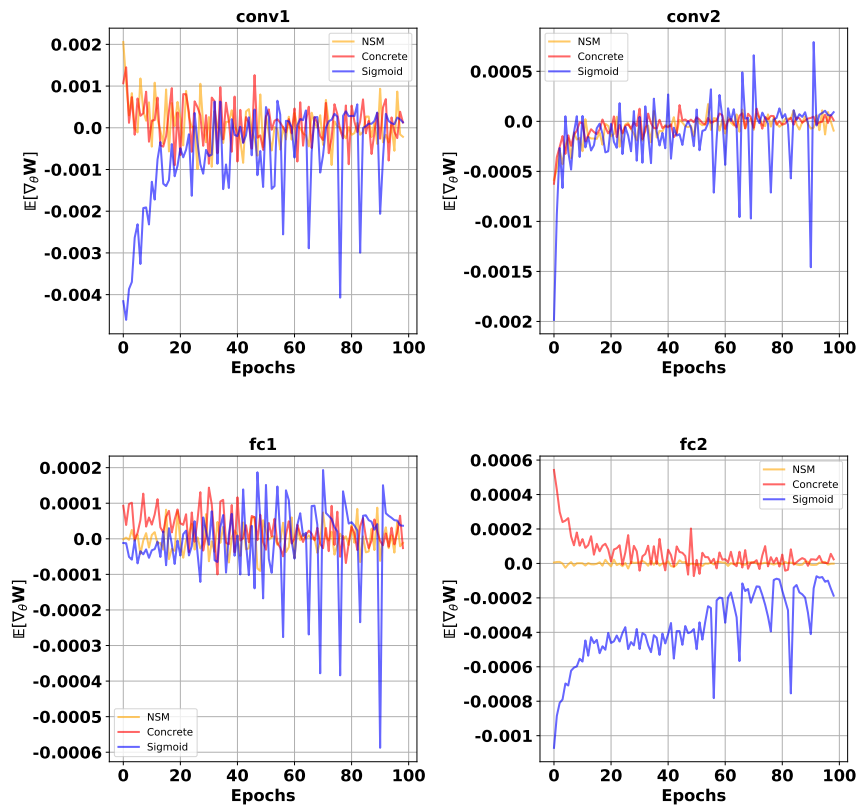 conv1
0.002
0.001
0.0
-0.001
-0.002
-0.003
-0.004
𝔼[∇θW]
NSM
Concrete
Sigmoid
0 20 40 60 80 100
Epochs
conv2
0.0005
0.0
-0.0005
-0.001
-0.0015
-0.002
𝔼[∇θW]
NSM
Concrete
Sigmoid
0 20 40 60 80 100
Epochs
fc1
0.0002
0.0001
0.0
-0.0001
-0.0002
-0.0003
-0.0004
-0.0005
-0.0006
𝔼[∇θW]
NSM
Concrete
Sigmoid
0 20 40 60 80 100
Epochs
fc2
0.0006
0.0004
0.0002
0.0
-0.0002
-0.0004
-0.0006
-0.0008
-0.001
𝔼[∇θW]
NSM
Concrete
Sigmoid
0 20 40 60 80 100
Epochs